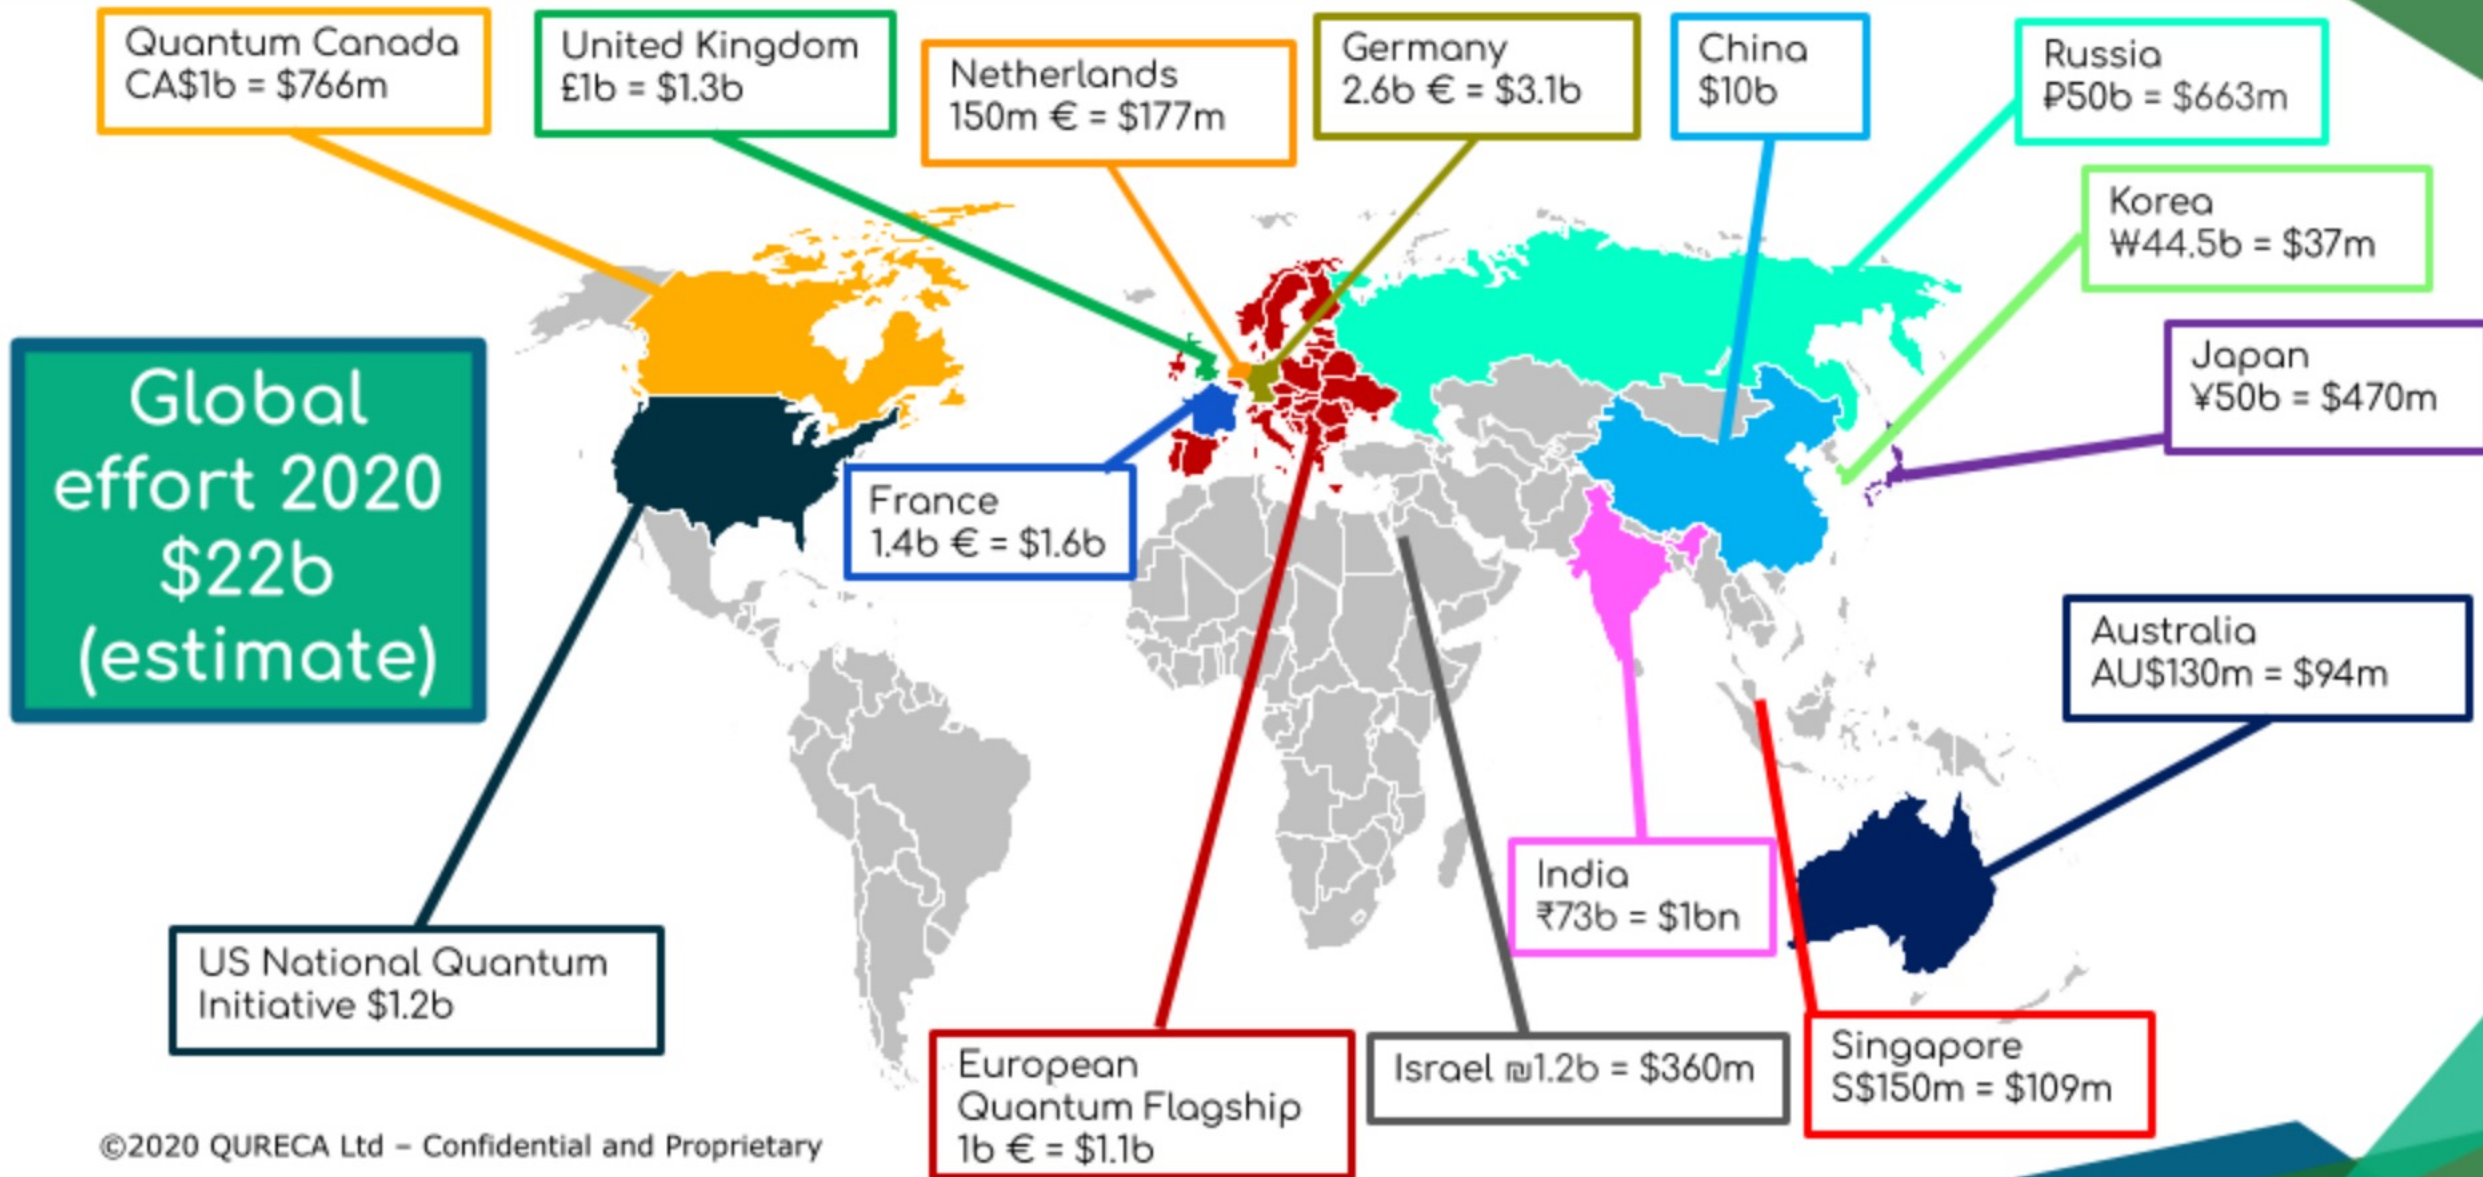 Quantum Canada
CA$1b = $766m
United Kingdom
£1b = $1.3b
Netherlands
150m € = $177m
Germany
2.6b € = $3.1b
China
$10b
Russia
₽50b = $663m
Korea
₩44.5b = $37m
Japan
¥50b = $470m
Global
effort 2020
$22b
(estimate)
France
1.4b € = $1.6b
Australia
AU$130m = $94m
India
₹73b = $1bn
US National Quantum
Initiative $1.2b
European
Quantum Flagship
1b € = $1.1b
Israel ₪1.2b = $360m
Singapore
S$150m = $109m
©2020 QURECA Ltd – Confidential and Proprietary